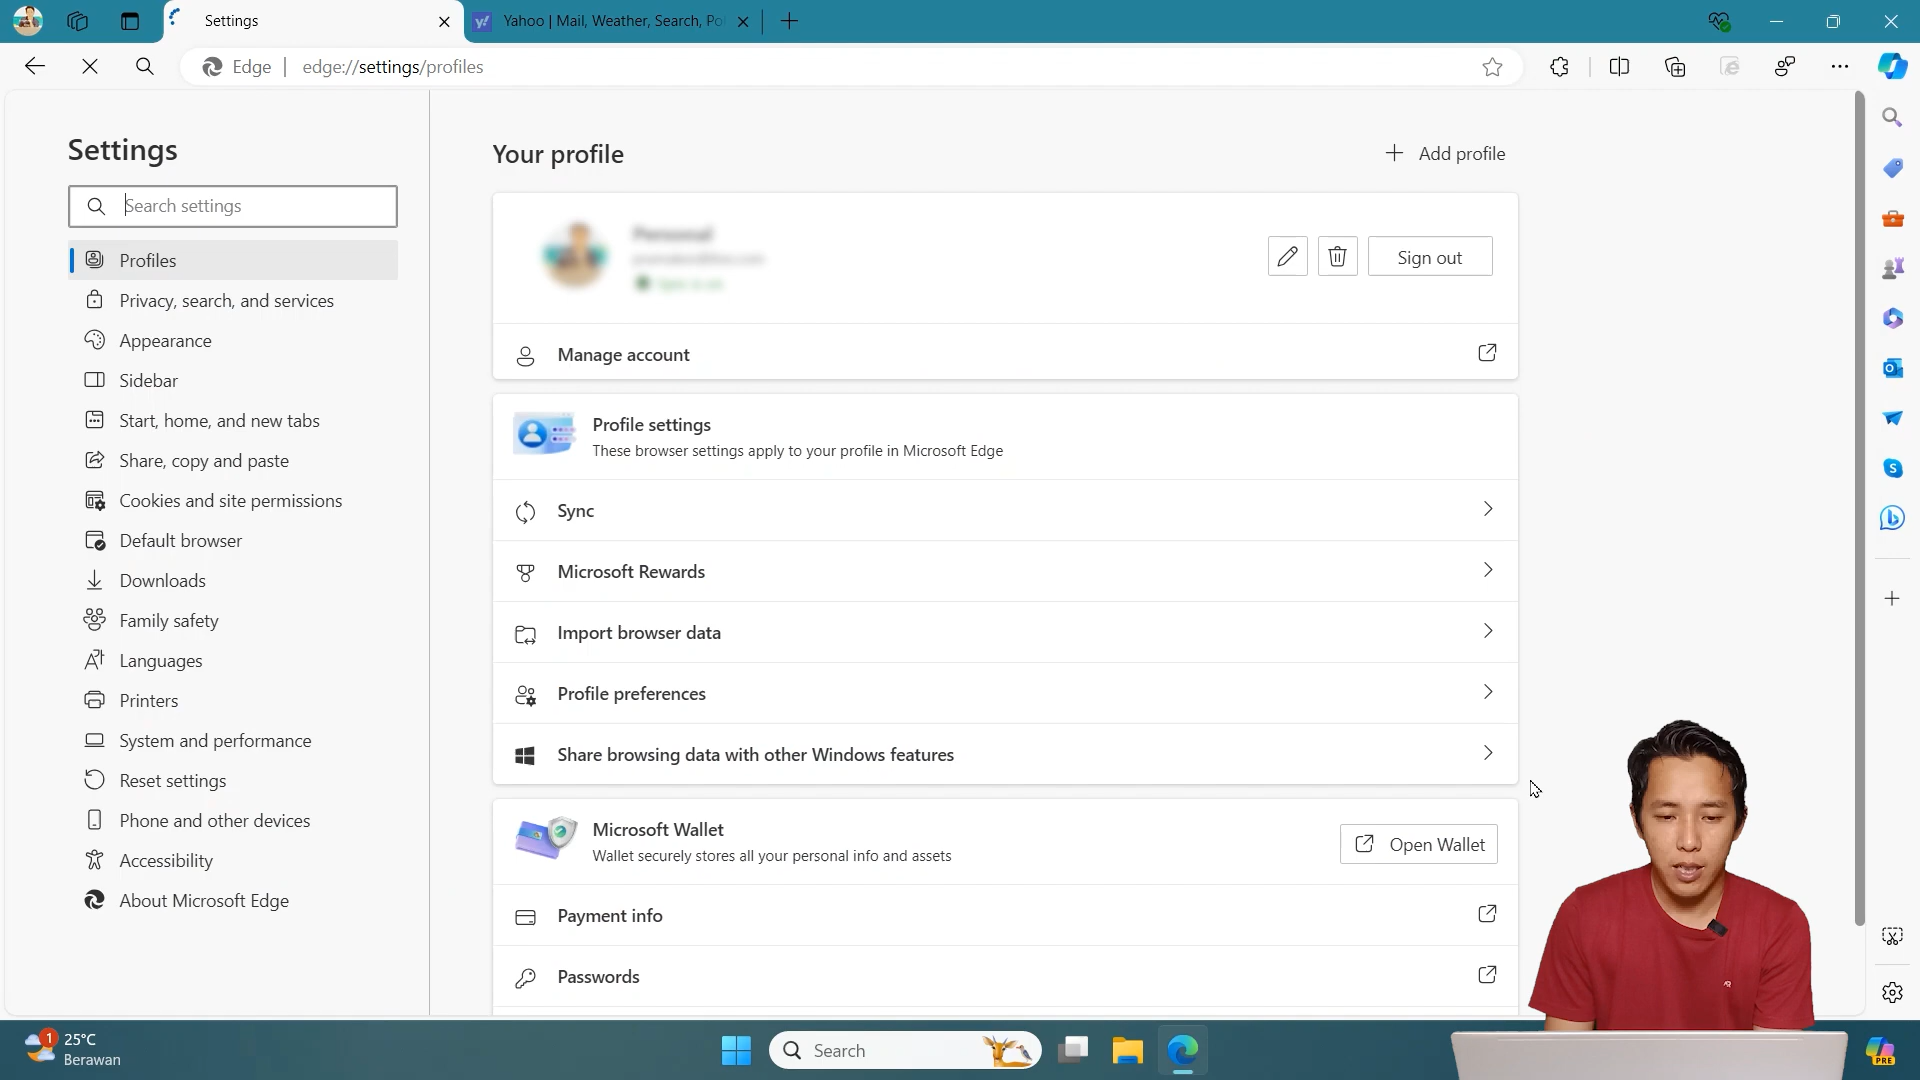 Settings
Yahoo | Mail, Weather, Search, Pol
Edge
edge://settings/profiles
Settings
Search settings
Profiles
Privacy, search, and services
Appearance
Sidebar
Start, home, and new tabs
Share, copy and paste
Cookies and site permissions
Default browser
Downloads
Family safety
Languages
Printers
System and performance
Reset settings
Phone and other devices
Accessibility
About Microsoft Edge
Your profile
Add profile
Personal
Sign out
Manage account
Profile settings
These browser settings apply to your profile in Microsoft Edge
Sync
Microsoft Rewards
Import browser data
Profile preferences
Share browsing data with other Windows features
Microsoft Wallet
Wallet securely stores all your personal info and assets
Open Wallet
Payment info
Passwords
1
25°C
Berawan
Search
PRE